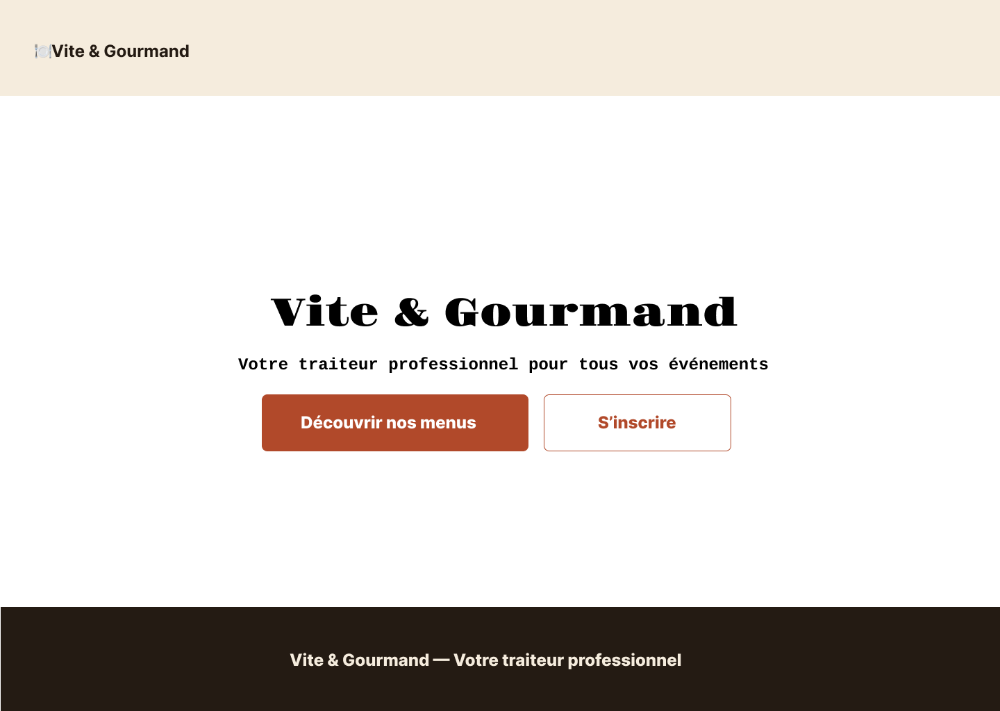 🍽️Vite & Gourmand
Vite & Gourmand
Votre traiteur professionnel pour tous vos événements
Découvrir nos menus
S’inscrire
Vite & Gourmand — Votre traiteur professionnel